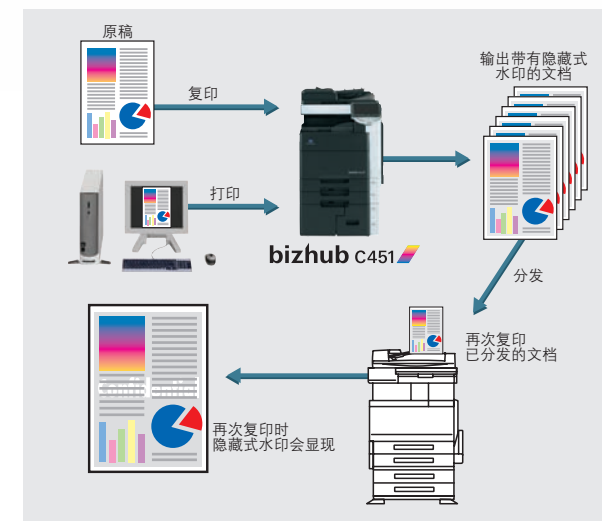 原稿
复印
输出带有隐藏式
水印的文档
打印
bizhub C451
分发
再次复印
已分发的文档
再次复印时
隐藏式水印会显现